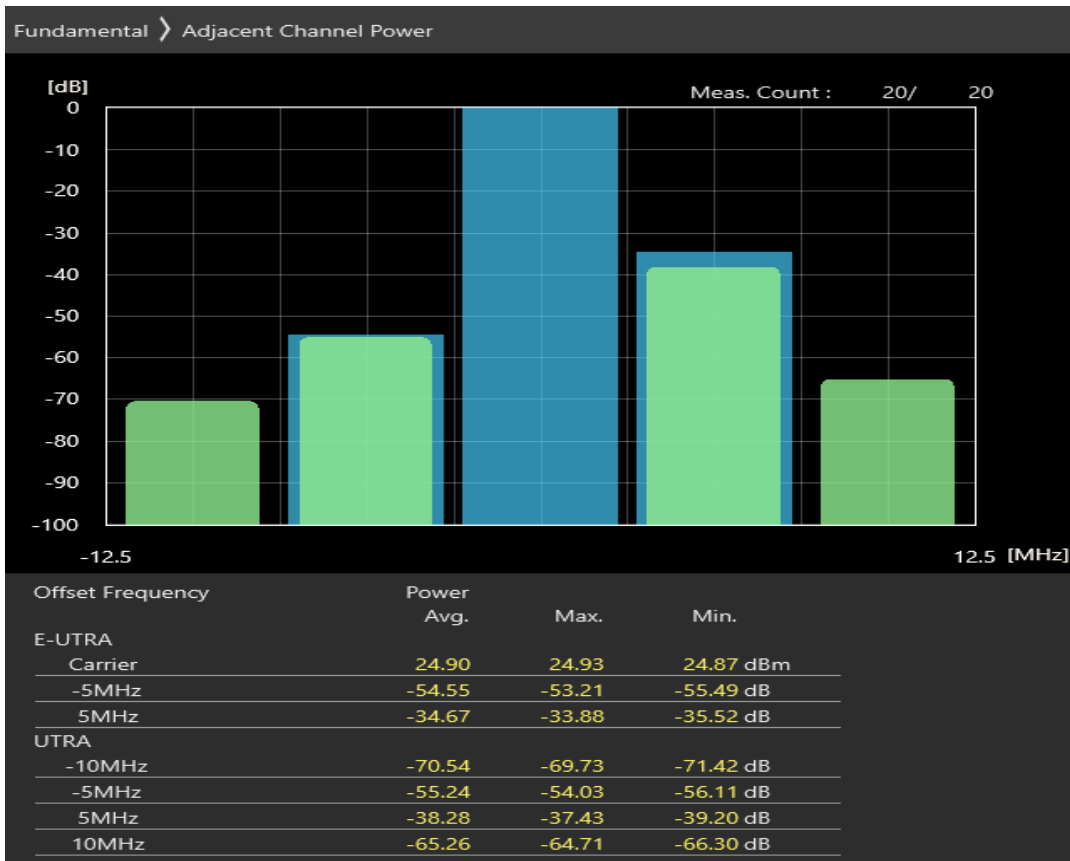 Fundamental 》 Adjacent Channel Power
[dB]
Meas. Count : 20/ 20
0
-10
-20
-30
-40
-50
-60
-70
-80
-90
-100
-12.5 12.5 [MHz]
Offset Frequency Power
Avg. Max. Min.
E-UTRA
Carrier 24.90 24.93 24.87 dBm
-5MHz -54.55 -53.21 -55.49 dB
5MHz -34.67 -33.88 -35.52 dB
UTRA
-10MHz -70.54 -69.73 -71.42 dB
-5MHz -55.24 -54.03 -56.11 dB
5MHz -38.28 -37.43 -39.20 dB
10MHz -65.26 -64.71 -66.30 dB